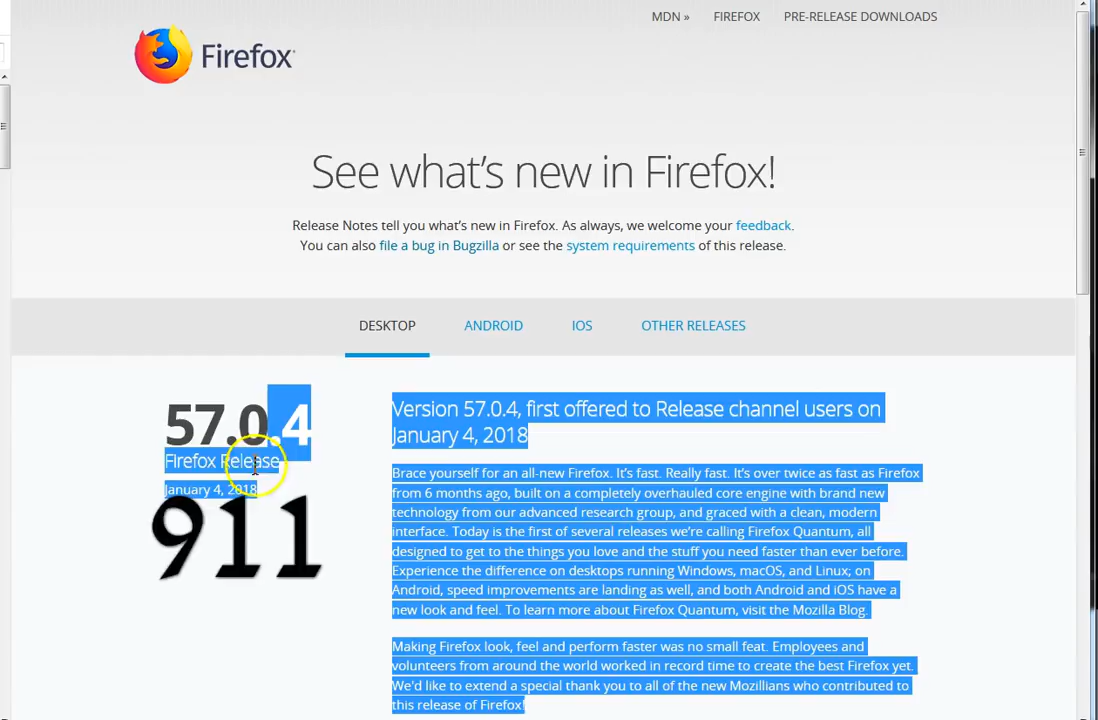 MDN » FIREFOX PRE-RELEASE DOWNLOADS
Firefox
See what’s new in Firefox!
Release Notes tell you what’s new in Firefox. As always, we welcome your feedback.
You can also file a bug in Bugzilla or see the system requirements of this release.
DESKTOP ANDROID IOS OTHER RELEASES
57.0.4
Firefox Release
January 4, 2018
911
Version 57.0.4, first offered to Release channel users on
January 4, 2018
Brace yourself for an all-new Firefox. It’s fast. Really fast. It’s over twice as fast as Firefox
from 6 months ago, built on a completely overhauled core engine with brand new
technology from our advanced research group, and graced with a clean, modern
interface. Today is the first of several releases we’re calling Firefox Quantum, all
designed to get to the things you love and the stuff you need faster than ever before.
Experience the difference on desktops running Windows, macOS, and Linux; on
Android, speed improvements are landing as well, and both Android and iOS have a
new look and feel. To learn more about Firefox Quantum, visit the Mozilla Blog.
Making Firefox look, feel and perform faster was no small feat. Employees and
volunteers from around the world worked in record time to create the best Firefox yet.
We’d like to extend a special thank you to all of the new Mozillians who contributed to
this release of Firefox!